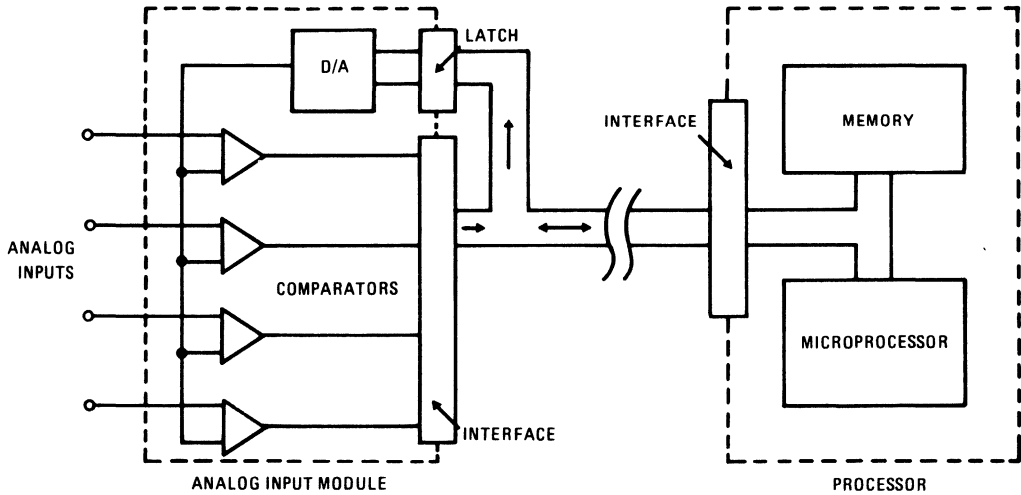 LATCH
D/A
INTERFACE
MEMORY
ANALOG
INPUTS
COMPARATORS
MICROPROCESSOR
INTERFACE
ANALOG INPUT MODULE
PROCESSOR